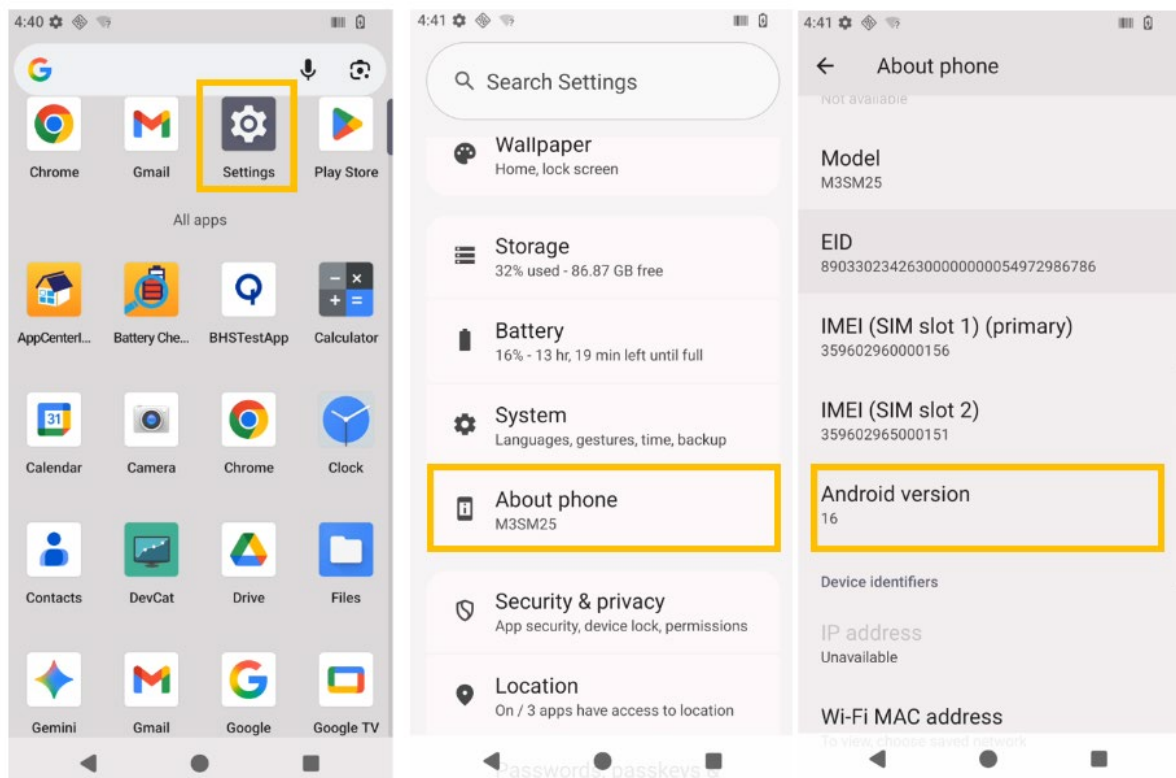 4:40
Chrome
Gmail
Settings
Play Store
All apps
AppCenterI...
Battery Che...
BHSTestApp
Calculator
31
Calendar
Camera
Chrome
Clock
Contacts
DevCat
Drive
Files
Gemini
Gmail
Google
Google TV
4:41
Search Settings
Wallpaper
Home, lock screen
Storage
32% used - 86.87 GB free
Battery
16% - 13 hr, 19 min left until full
System
Languages, gestures, time, backup
About phone
M3SM25
Security & privacy
App security, device lock, permissions
Location
On / 3 apps have access to location
Passwords, passkeys &
4:41
About phone
Not available
Model
M3SM25
EID
89033023426300000000054972986786
IMEI (SIM slot 1) (primary)
359602960000156
IMEI (SIM slot 2)
359602965000151
Android version
16
Device identifiers
IP address
Unavailable
Wi-Fi MAC address
To view, choose saved network